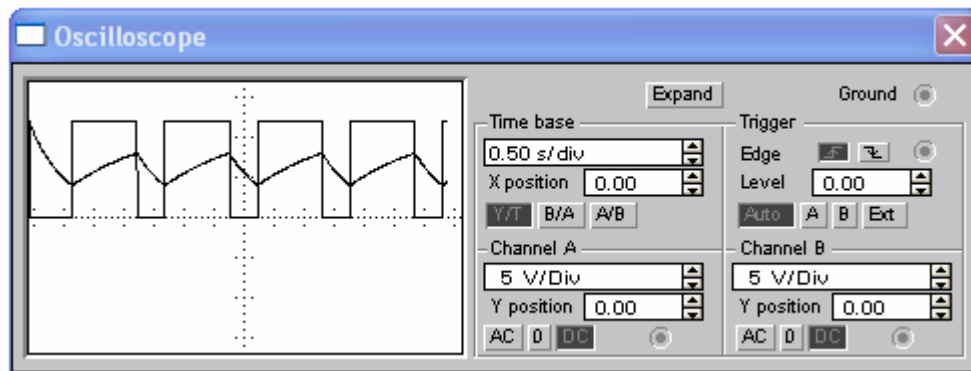 Oscilloscope
Expand
Ground
Time base
0.50 s/div
X position 0.00
Y/T B/A A/B
Trigger
Edge
Level 0.00
Auto A B Ext
Channel A
5 V/Div
Y position 0.00
AC 0 DC
Channel B
5 V/Div
Y position 0.00
AC 0 DC